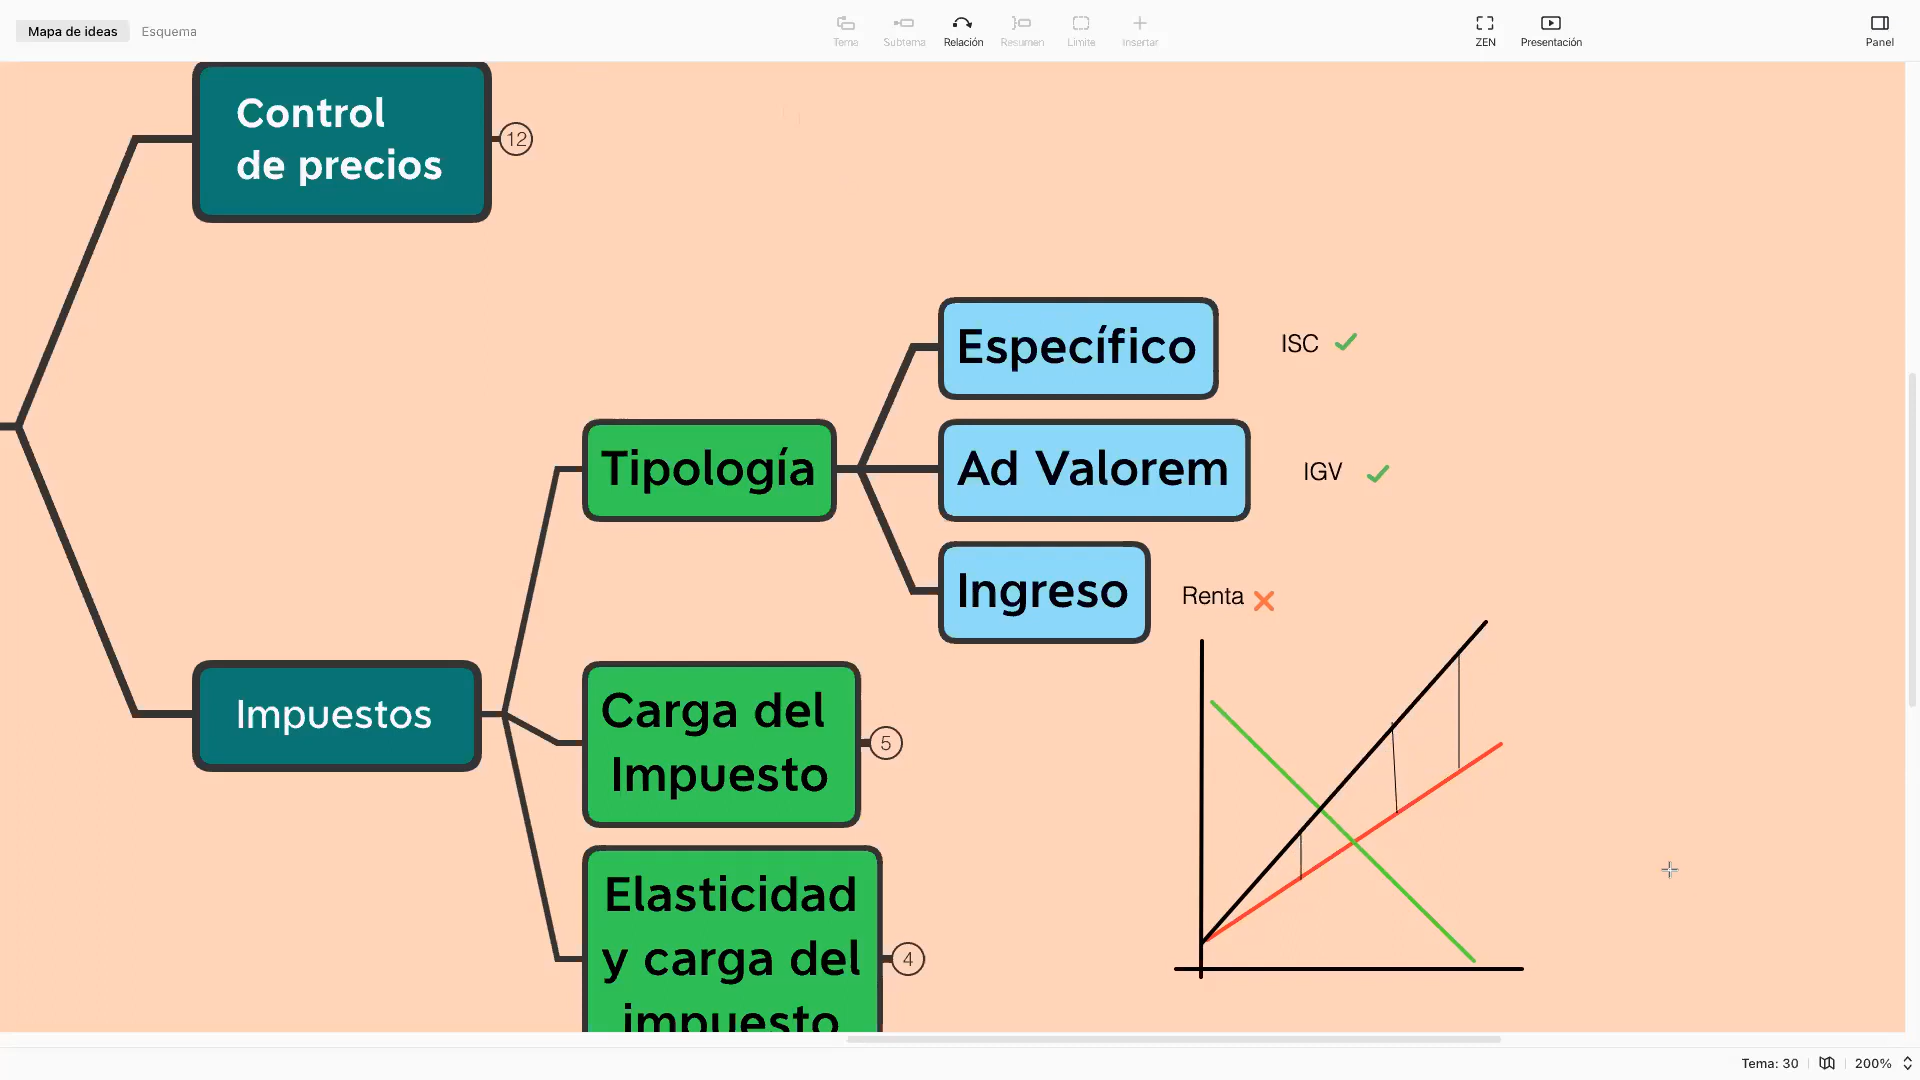 Mapa de ideas
Esquema
Tema
Subtema
Relación
Resumen
Límite
Insertar
ZEN
Presentación
Panel
Control
de precios
12
Específico
ISC
Tipología
Ad Valorem
IGV
Ingreso
Renta
Impuestos
Carga del
Impuesto
5
Elasticidad
y carga del
impuesto
4
Tema: 30
200%